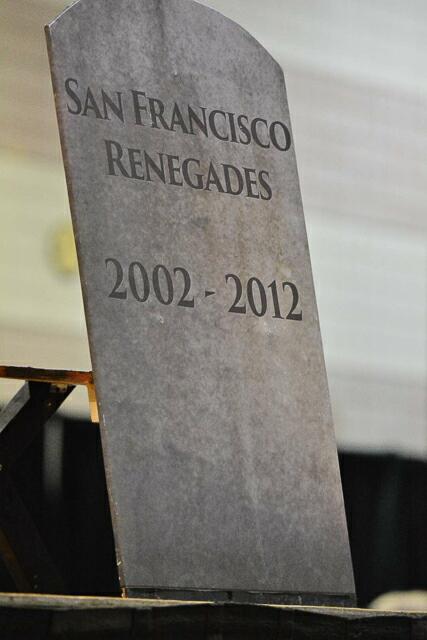 San Francisco
Renegades
2002 - 2012